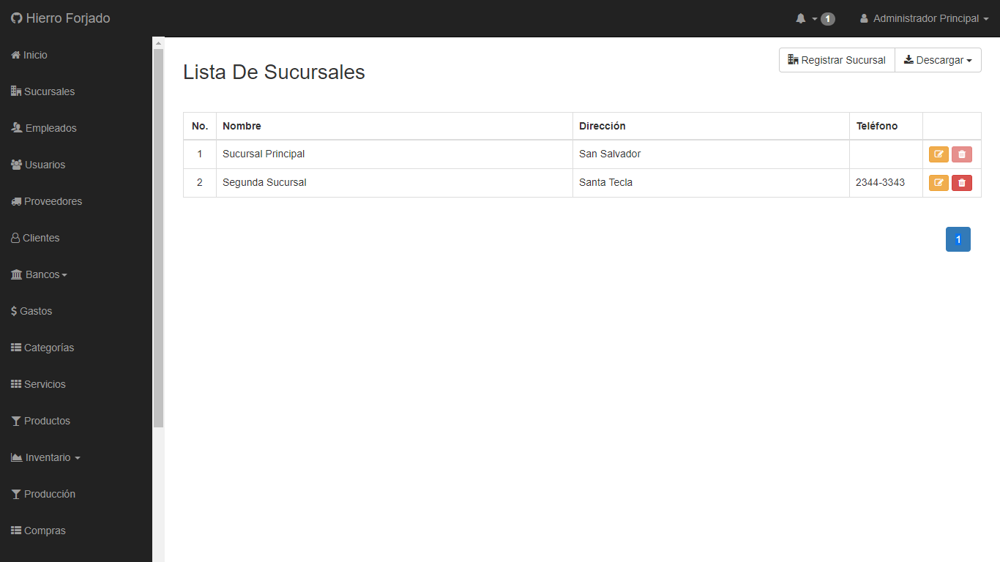 Hierro Forjado
1
Administrador Principal
Inicio
Sucursales
Empleados
Usuarios
Proveedores
Clientes
Bancos
$ Gastos
Categorías
Servicios
Productos
Inventario
Producción
Compras
Lista De Sucursales
Registrar Sucursal
Descargar
No. Nombre Dirección Teléfono
1 Sucursal Principal San Salvador
2 Segunda Sucursal Santa Tecla 2344-3343
1